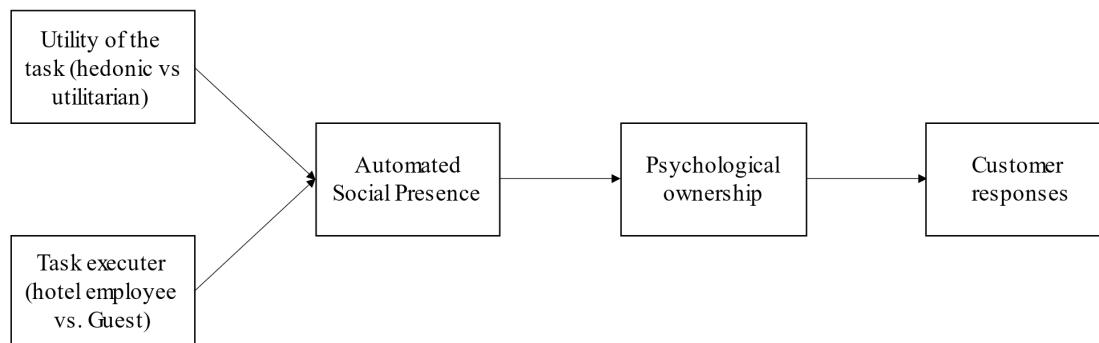 Utility of the
task (hedonic vs
utilitarian)
Automated
Social Presence
Psychological
ownership
Customer
responses
Task executer
(hotel employee
vs. Guest)